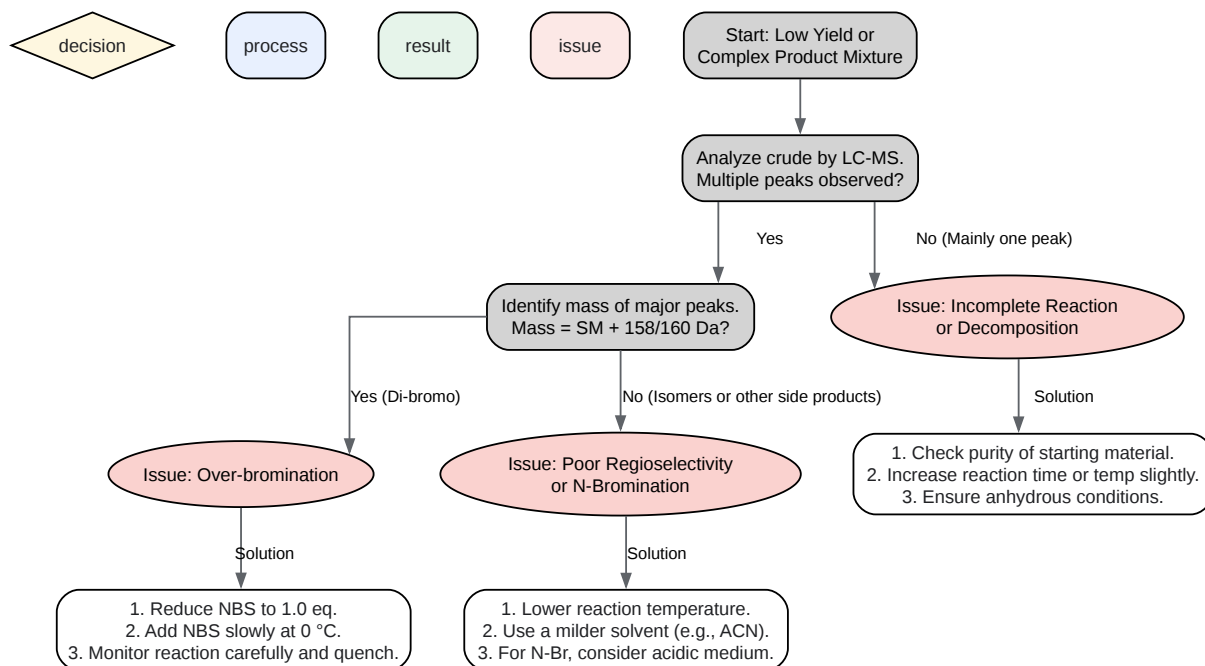 decision
process
result
issue
Start: Low Yield or
Complex Product Mixture
Analyze crude by LC-MS.
Multiple peaks observed?
Yes
No (Mainly one peak)
Identify mass of major peaks.
Mass = SM + 158/160 Da?
Issue: Incomplete Reaction
or Decomposition
Yes (Di-bromo)
No (Isomers or other side products)
Solution
Issue: Over-bromination
Issue: Poor Regioselectivity
or N-Bromination
1. Check purity of starting material.
2. Increase reaction time or temp slightly.
3. Ensure anhydrous conditions.
Solution
Solution
1. Reduce NBS to 1.0 eq.
2. Add NBS slowly at 0 °C.
3. Monitor reaction carefully and quench.
1. Lower reaction temperature.
2. Use a milder solvent (e.g., ACN).
3. For N-Br, consider acidic medium.